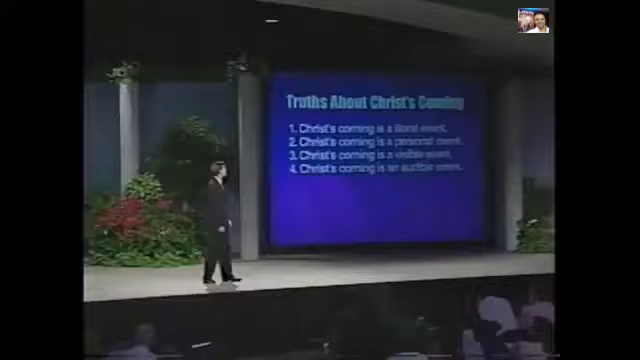 Truths About Christ's Coming
1. Christ's coming is a literal event.
2. Christ's coming is a personal event.
3. Christ's coming is a visible event.
4. Christ's coming is an audible event.